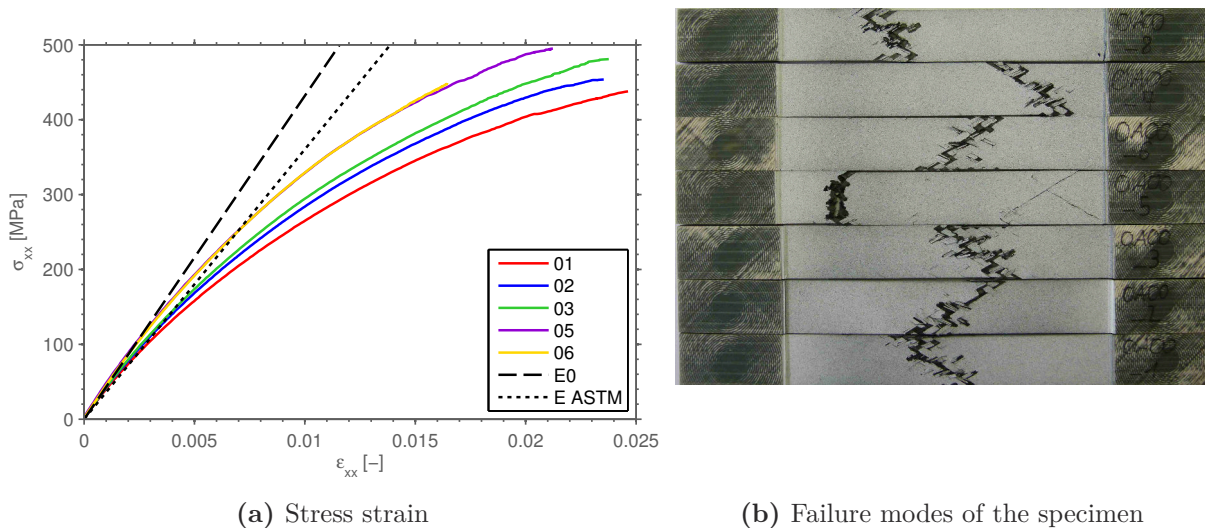 500
400
300
200
100
0
σxx [MPa]
0 0.005 0.01 0.015 0.02 0.025
εxx [−]
01
02
03
05
06
E0
E ASTM
(a) Stress strain
(b) Failure modes of the specimen